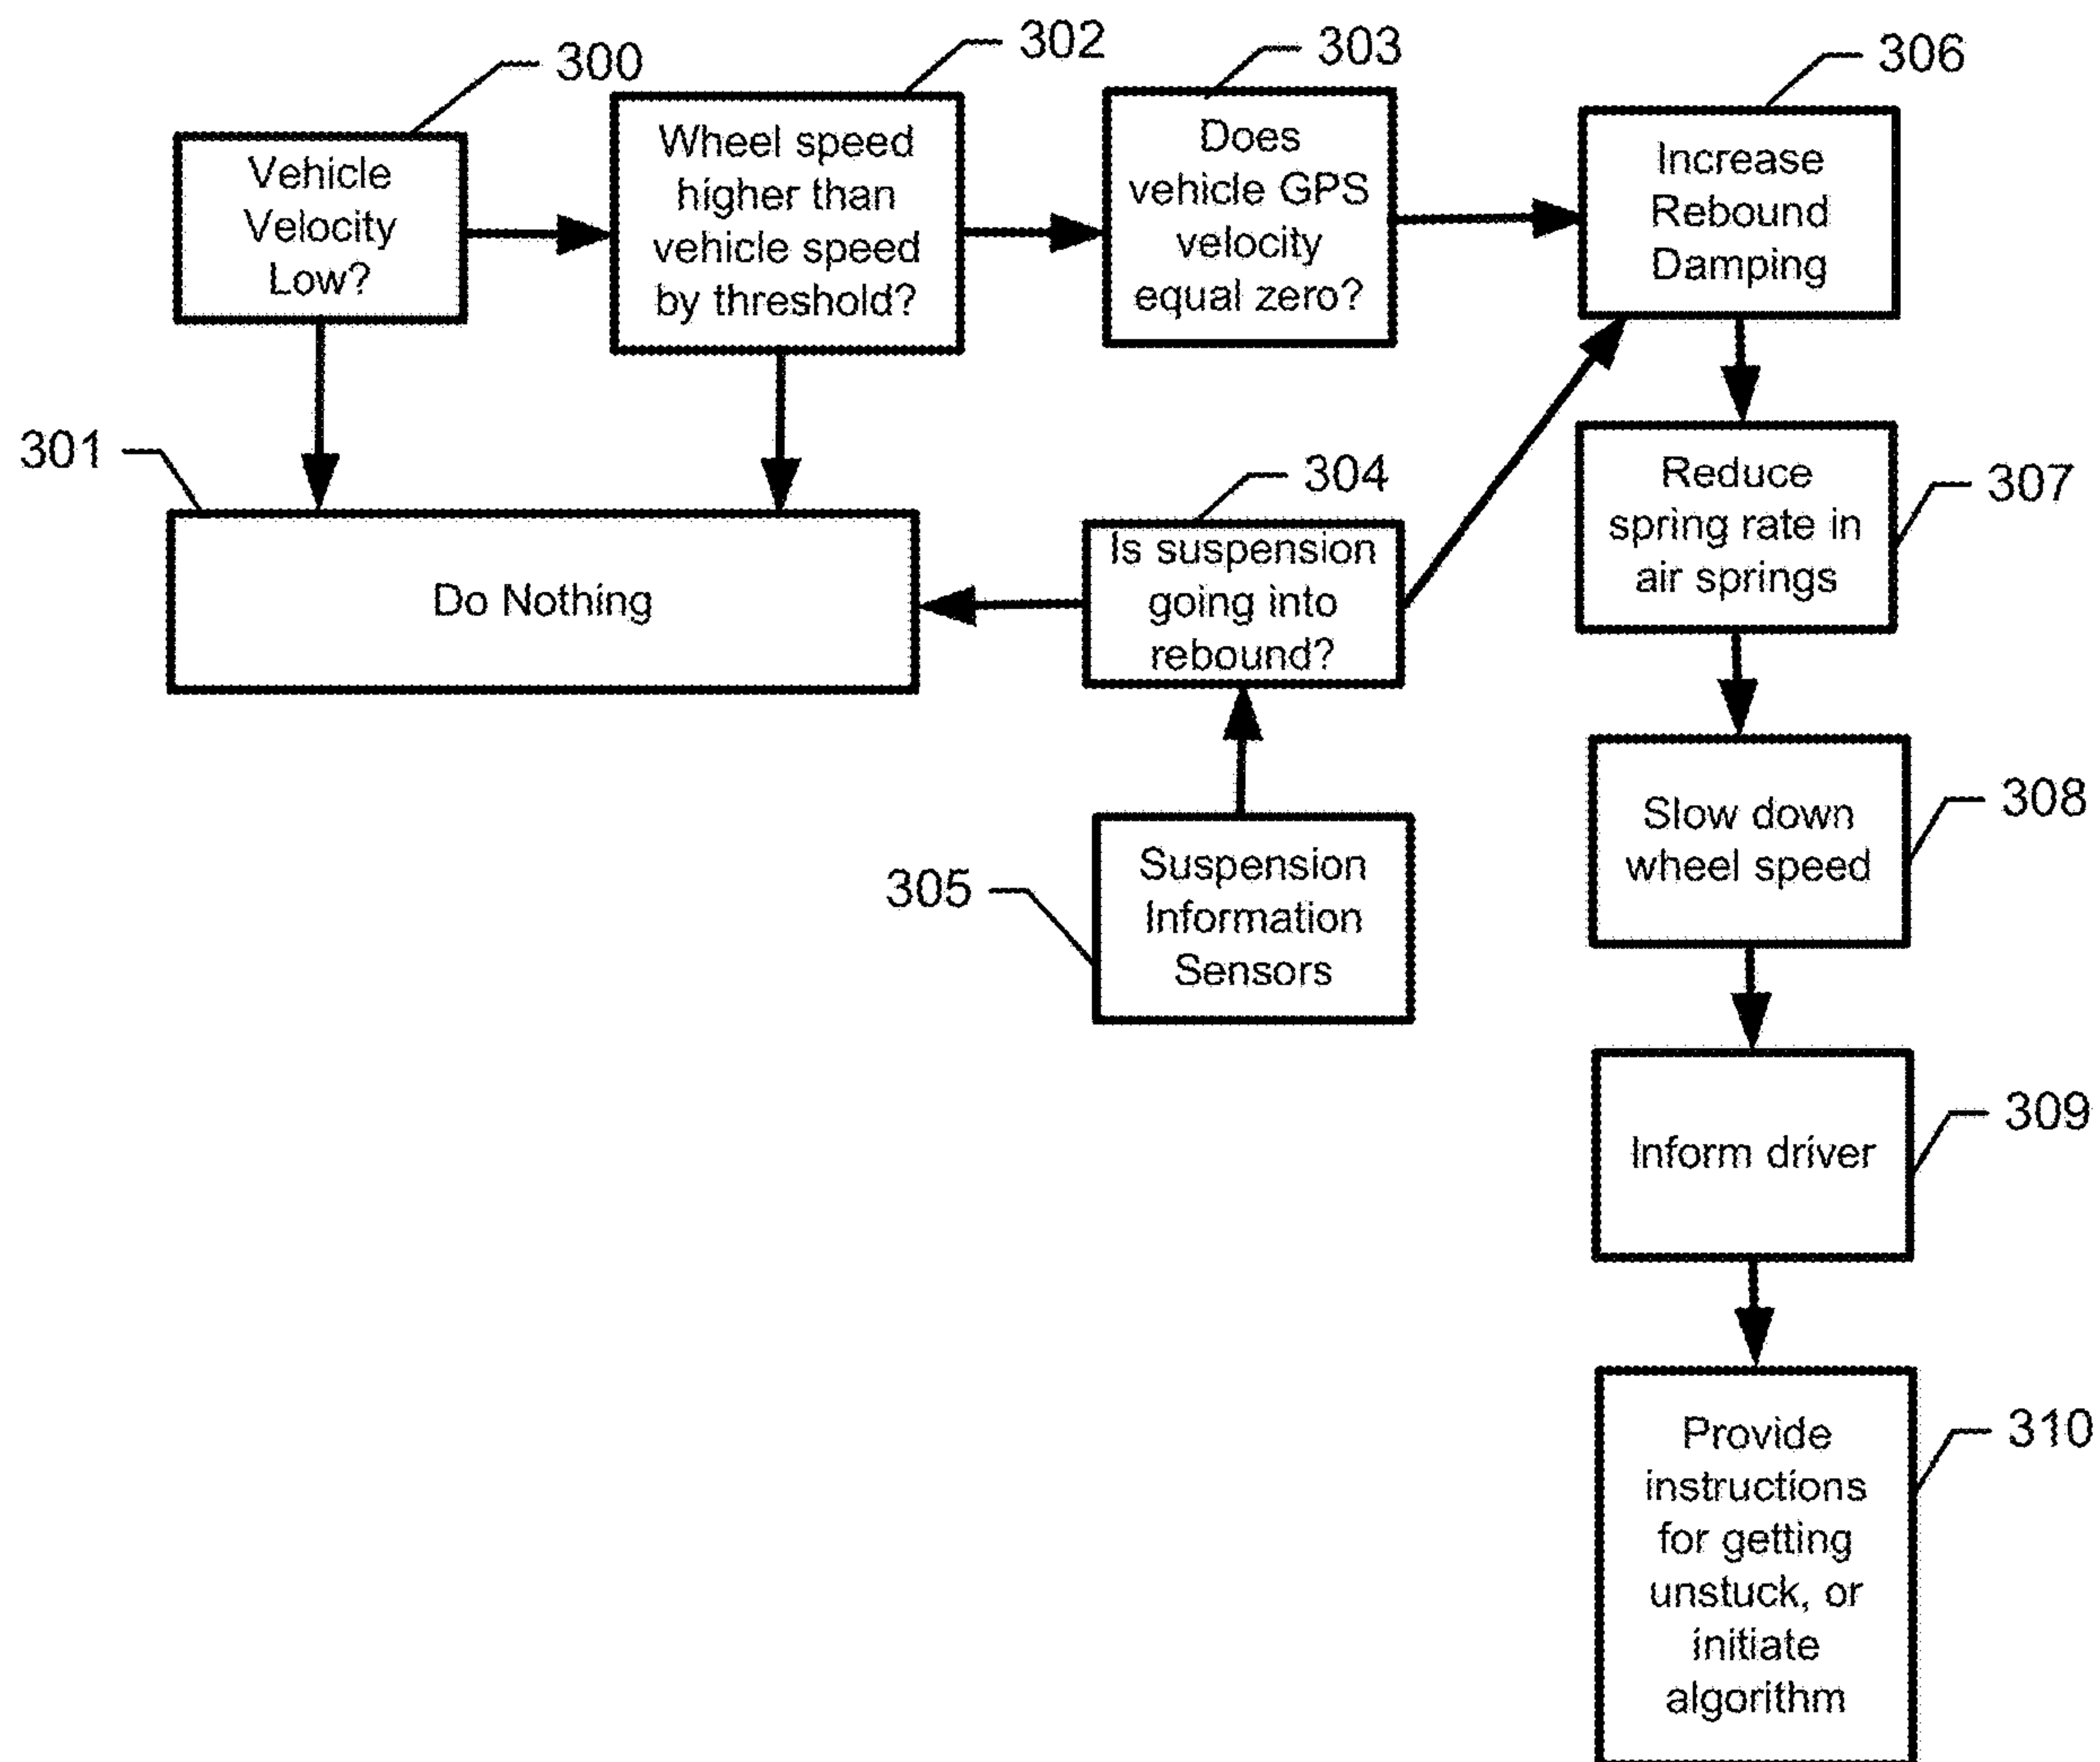 300
Vehicle
Velocity
Low?
302
Wheel speed
higher than
vehicle speed
by threshold?
303
Does
vehicle GPS
velocity
equal zero?
306
Increase
Rebound
Damping
301
Do Nothing
304
Is suspension
going into
rebound?
307
Reduce
spring rate in
air springs
305
Suspension
Information
Sensors
308
Slow down
wheel speed
309
Inform driver
310
Provide
instructions
for getting
unstuck, or
initiate
algorithm